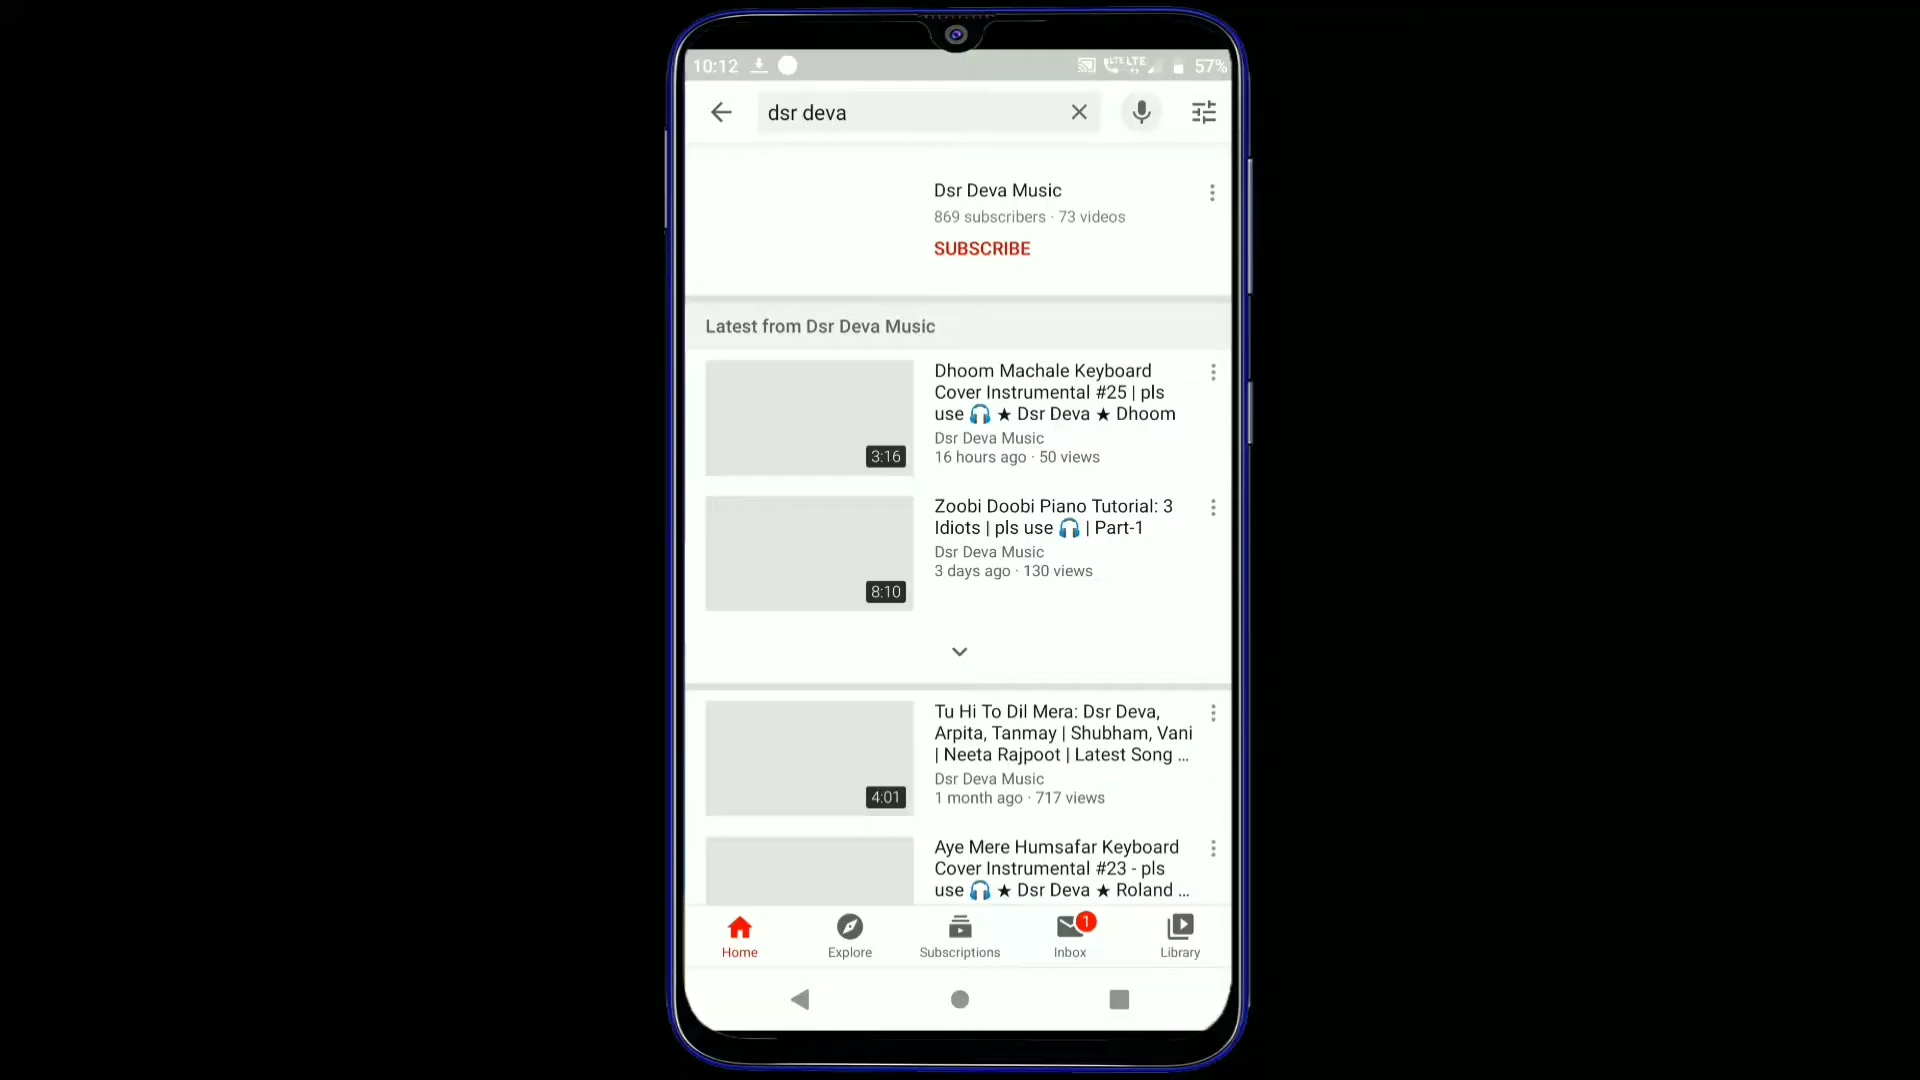 10:12 LTE LTE 57%
dsr deva
Dsr Deva Music
869 subscribers · 73 videos
SUBSCRIBE
Latest from Dsr Deva Music
Dhoom Machale Keyboard
Cover Instrumental #25 | pls
use 🎧 ★ Dsr Deva ★ Dhoom
Dsr Deva Music
16 hours ago · 50 views
3:16
Zoobi Doobi Piano Tutorial: 3
Idiots | pls use 🎧 | Part-1
Dsr Deva Music
3 days ago · 130 views
8:10
Tu Hi To Dil Mera: Dsr Deva,
Arpita, Tanmay | Shubham, Vani
| Neeta Rajpoot | Latest Song ...
Dsr Deva Music
1 month ago · 717 views
4:01
Aye Mere Humsafar Keyboard
Cover Instrumental #23 - pls
use 🎧 ★ Dsr Deva ★ Roland ...
1
Home Explore Subscriptions Inbox Library